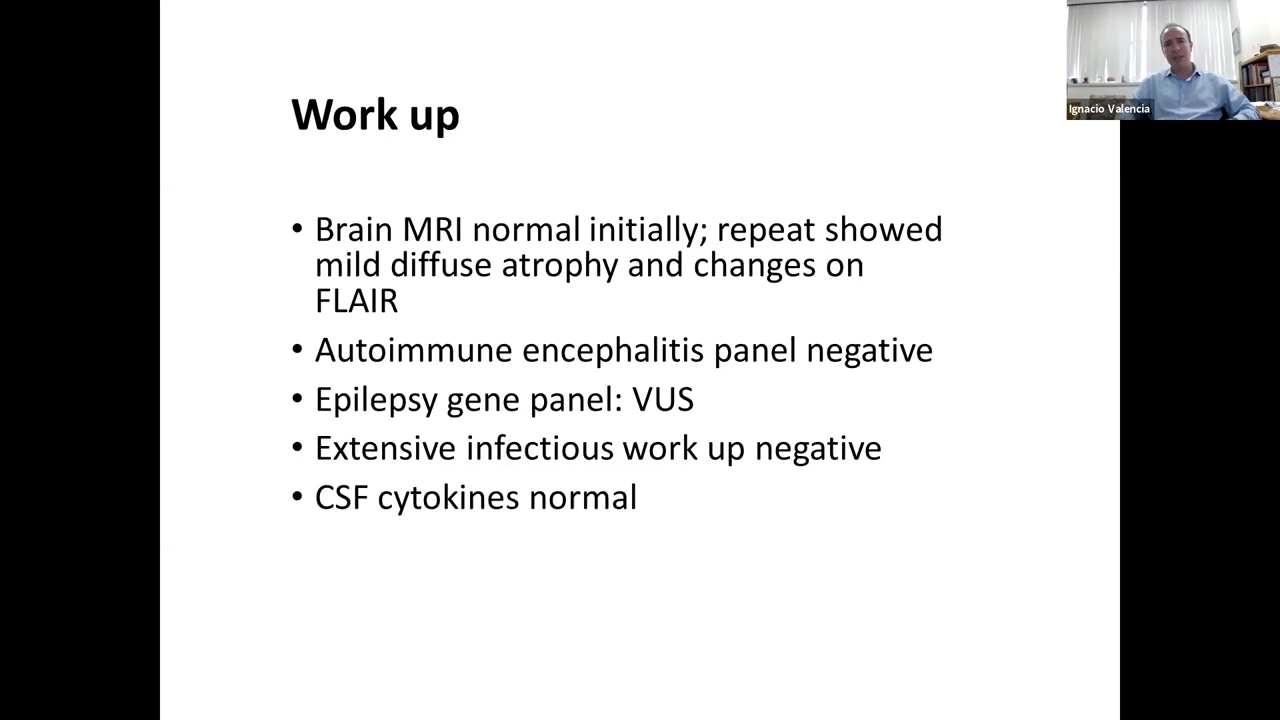 Work up
• Brain MRI normal initially; repeat showed
mild diffuse atrophy and changes on
FLAIR
• Autoimmune encephalitis panel negative
• Epilepsy gene panel: VUS
• Extensive infectious work up negative
• CSF cytokines normal
Ignacio Valencia